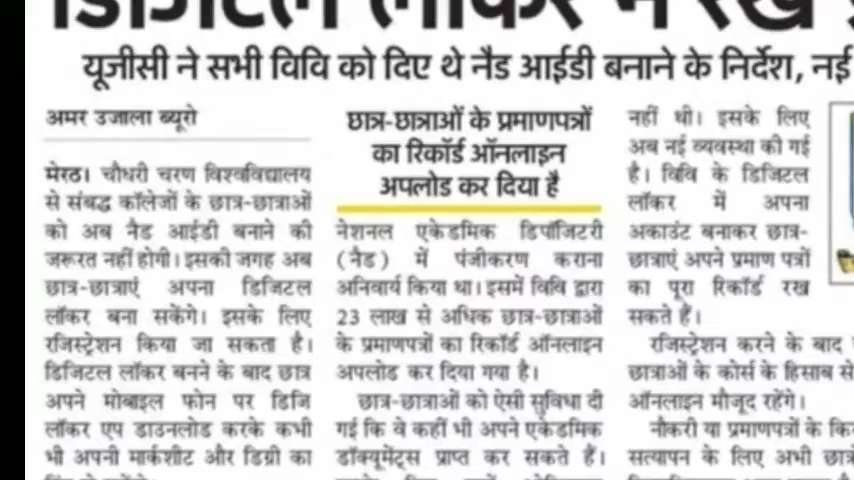 डिजिटल लॉकर में रखें
यूजीसी ने सभी विवि को दिए थे नैड आईडी बनाने के निर्देश, नई
अमर उजाला ब्यूरो
मेरठ। चौधरी चरण विश्वविद्यालय
से संबद्ध कॉलेजों के छात्र-छात्राओं
को अब नैड आईडी बनाने की
जरूरत नहीं होगी। इसकी जगह अब
छात्र-छात्राएं अपना डिजिटल
लॉकर बना सकेंगे। इसके लिए
रजिस्ट्रेशन किया जा सकता है।
डिजिटल लॉकर बनने के बाद छात्र
अपने मोबाइल फोन पर डिजि
लॉकर एप डाउनलोड करके कभी
भी अपनी मार्कशीट और डिग्री का
छात्र-छात्राओं के प्रमाणपत्रों
का रिकॉर्ड ऑनलाइन
अपलोड कर दिया है
नेशनल एकेडमिक डिपॉजिटरी
(नैड) में पंजीकरण कराना
अनिवार्य किया था। इसमें विवि द्वारा
23 लाख से अधिक छात्र-छात्राओं
के प्रमाणपत्रों का रिकॉर्ड ऑनलाइन
अपलोड कर दिया गया है।
छात्र-छात्राओं को ऐसी सुविधा दी
गई कि वे कहीं भी अपने एकेडमिक
डॉक्यूमेंट्स प्राप्त कर सकते हैं।
नहीं थी। इसके लिए
अब नई व्यवस्था की गई
है। विवि के डिजिटल
लॉकर में अपना
अकाउंट बनाकर छात्र-
छात्राएं अपने प्रमाण पत्रों
का पूरा रिकॉर्ड रख
सकते हैं।
रजिस्ट्रेशन करने के बाद
छात्राओं के कोर्स के हिसाब से
ऑनलाइन मौजूद रहेंगे।
नौकरी या प्रमाणपत्रों के
सत्यापन के लिए अभी